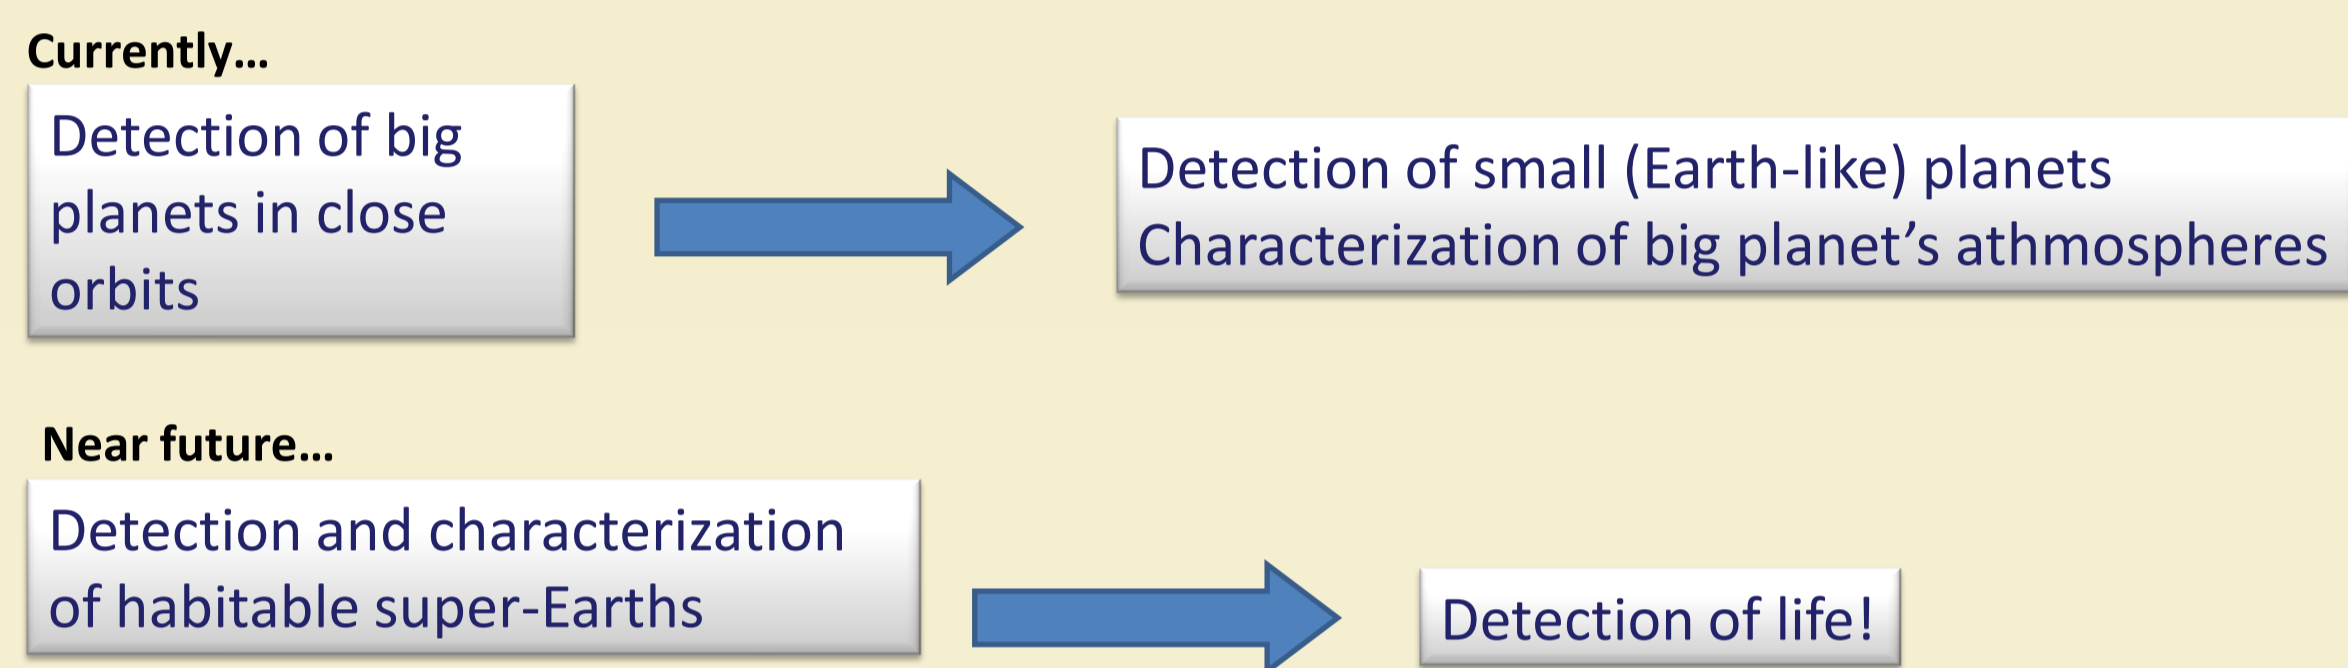 Currently…
Detection of big
planets in close
orbits
Detection of small (Earth-like) planets
Characterization of big planet’s athmospheres
Near future…
Detection and characterization
of habitable super-Earths
Detection of life!